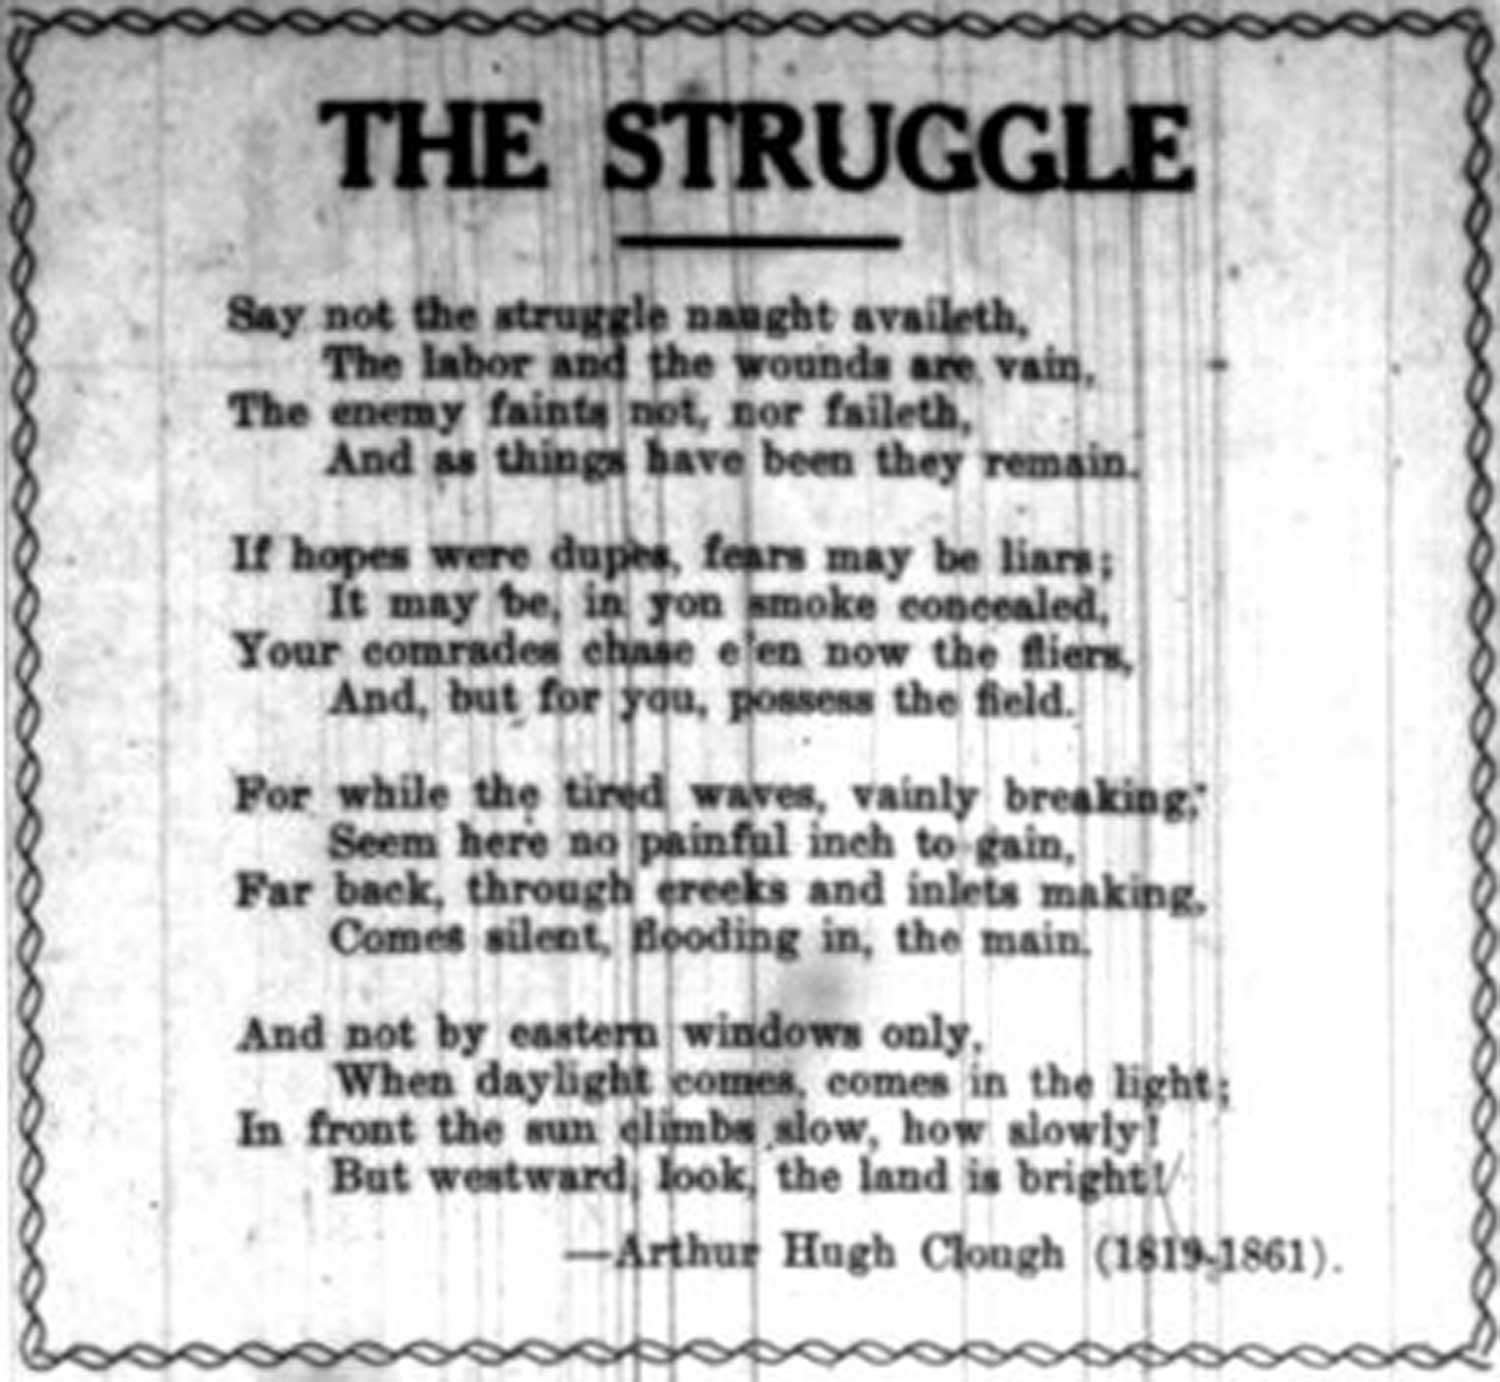 THE STRUGGLE
Say not the struggle naught availeth,
The labor and the wounds are vain,
The enemy faints not, nor faileth,
And as things have been they remain.
If hopes were dupes, fears may be liars;
It may be, in yon smoke concealed,
Your comrades chase e'en now the fliers,
And, but for you, possess the field.
For while the tired waves, vainly breaking,
Seem here no painful inch to gain,
Far back, through creeks and inlets making,
Comes silent, flooding in, the main.
And not by eastern windows only,
When daylight comes, comes in the light;
In front the sun climbs slow, how slowly!
But westward, look, the land is bright!
—Arthur Hugh Clough (1819-1861).